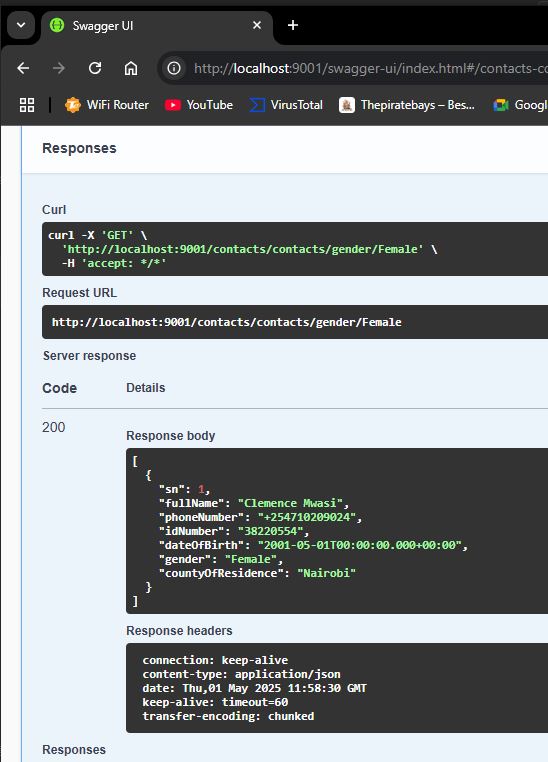 Swagger UI
http://localhost:9001/swagger-ui/index.html#/contacts-co
WiFi Router YouTube VirusTotal Thepiratebays – Bes... Googl
Responses
Curl
curl -X 'GET' \
'http://localhost:9001/contacts/contacts/gender/Female' \
-H 'accept: */*'
Request URL
http://localhost:9001/contacts/contacts/gender/Female
Server response
Code Details
200
Response body
[
{
"sn": 1,
"fullName": "Clemence Mwasi",
"phoneNumber": "+254710209024",
"idNumber": "38220554",
"dateOfBirth": "2001-05-01T00:00:00.000+00:00",
"gender": "Female",
"countyOfResidence": "Nairobi"
}
]
Response headers
connection: keep-alive
content-type: application/json
date: Thu,01 May 2025 11:58:30 GMT
keep-alive: timeout=60
transfer-encoding: chunked
Responses